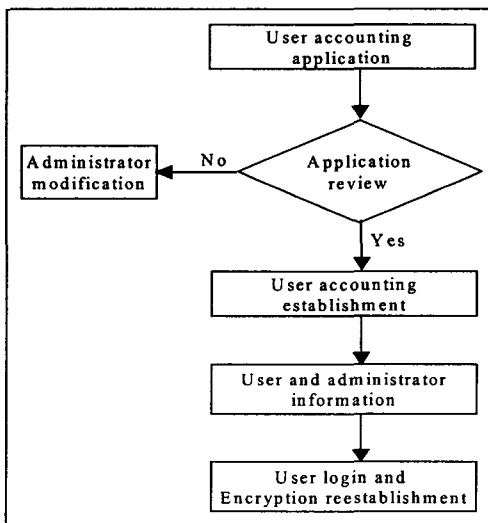 User accounting
application
Application
review
No
Administrator
modification
Yes
User accounting
establishment
User and administrator
information
User login and
Encryption reestablishment